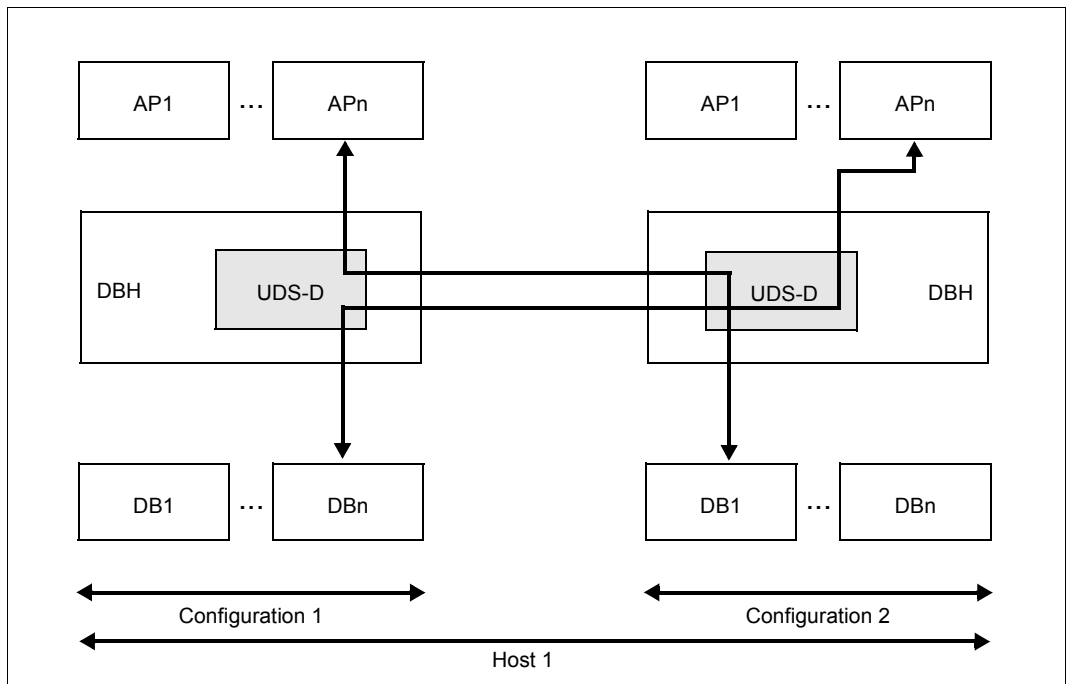 AP1 ... APn AP1 ... APn
DBH UDS-D UDS-D DBH
DB1 ... DBn DB1 ... DBn
Configuration 1 Configuration 2
Host 1